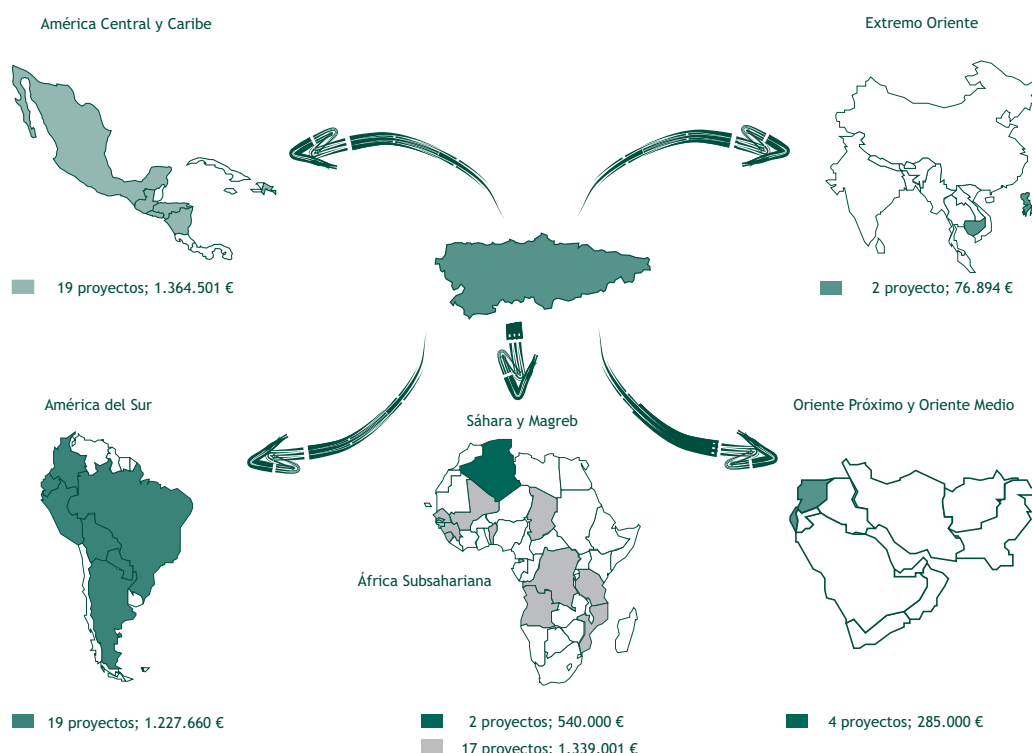 América Central y Caribe
Extremo Oriente
19 proyectos; 1.364.501 €
2 proyecto; 76.894 €
América del Sur
Sáhara y Magreb
Oriente Próximo y Oriente Medio
África Subsahariana
19 proyectos; 1.227.660 €
2 proyectos; 540.000 €
4 proyectos; 285.000 €
17 proyectos; 1.339.001 €